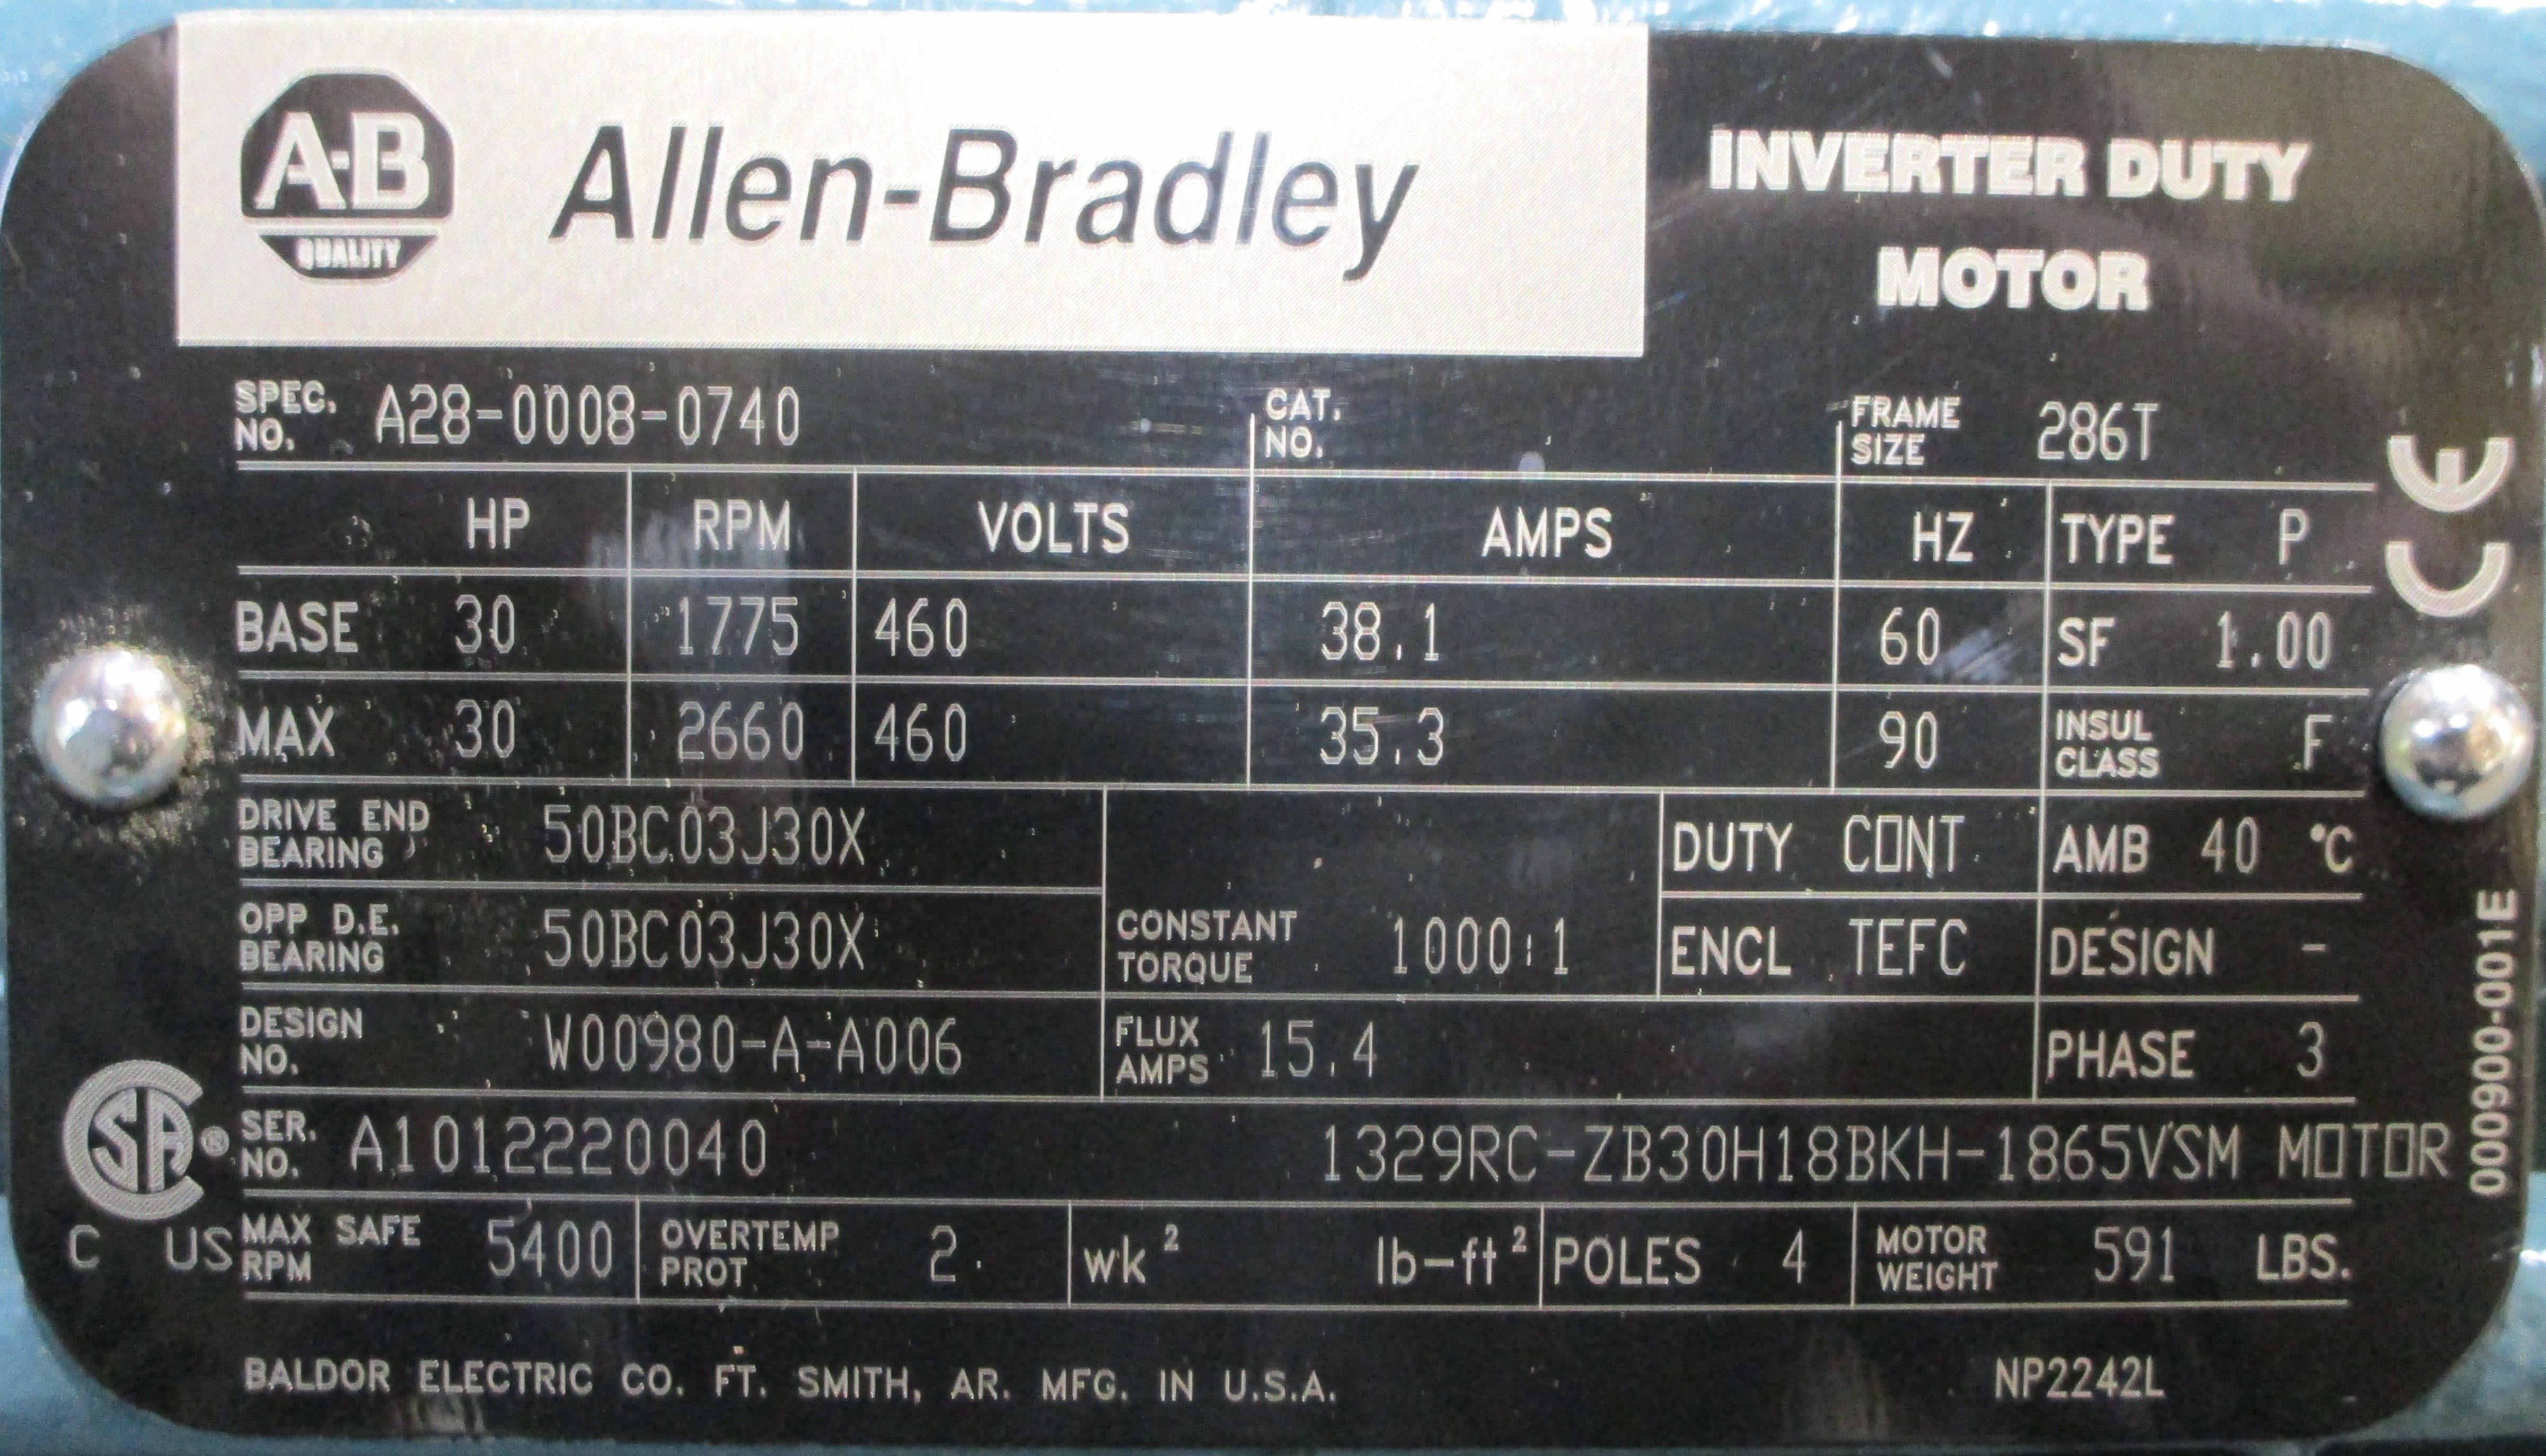 A-B QUALITY
Allen-Bradley
INVERTER DUTY
MOTOR
SPEC. NO. A28-0008-0740 CAT. NO. FRAME SIZE 286T
HP RPM VOLTS AMPS HZ TYPE P
BASE 30 1775 460 38.1 60 SF 1.00
MAX 30 2660 460 35.3 90 INSUL CLASS F
DRIVE END BEARING 50BC03J30X DUTY CONT AMB 40 °C
OPP D.E. BEARING 50BC03J30X CONSTANT TORQUE 1000:1 ENCL TEFC DESIGN -
DESIGN NO. W00980-A-A006 FLUX AMPS 15.4 PHASE 3
SER. NO. A1012220040 1329RC-ZB30H18BKH-1865VSM MOTOR
MAX SAFE RPM 5400 OVERTEMP PROT 2. wk² lb-ft² POLES 4 MOTOR WEIGHT 591 LBS.
BALDOR ELECTRIC CO. FT. SMITH, AR. MFG. IN U.S.A. NP2242L
CE
000900-001E
SA®
C US